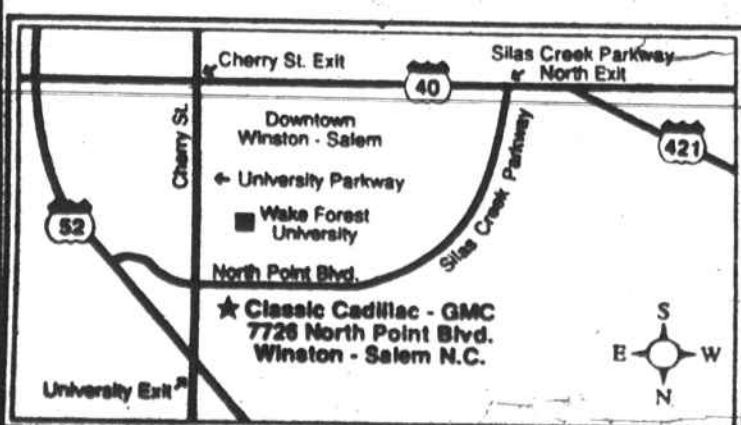 Cherry St. Exit
Silas Creek Parkway
North Exit
40
Downtown
Winston - Salem
Cherry St.
421
← University Parkway
Wake Forest
University
52
Silas Creek Parkway
North Point Blvd.
★ Classic Cadillac - GMC
7726 North Point Blvd.
Winston - Salem N.C.
S
E W
N
University Exit